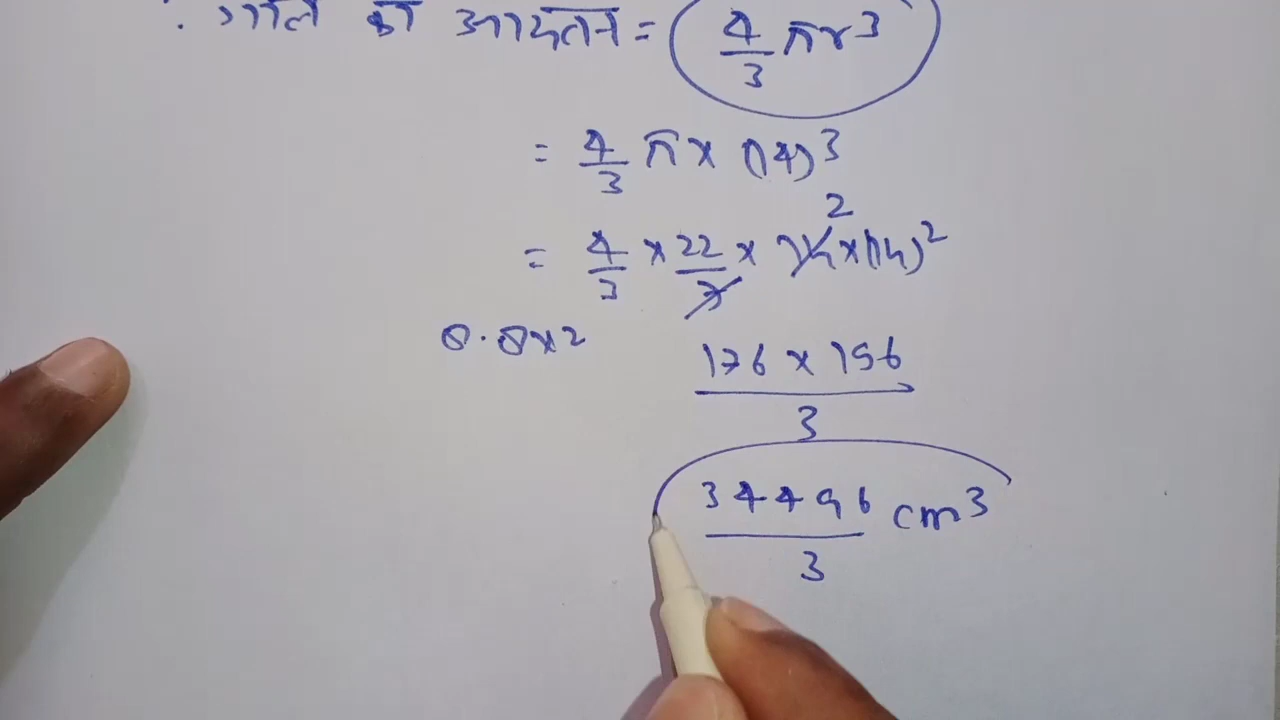 ∴ गोले का आयतन = 4/3 πr³
= 4/3 π × (14)³
= 4/3 × 22/7 × 14 × (14)² 2
8.8×2
176 × 196 / 3
34496 / 3 cm³